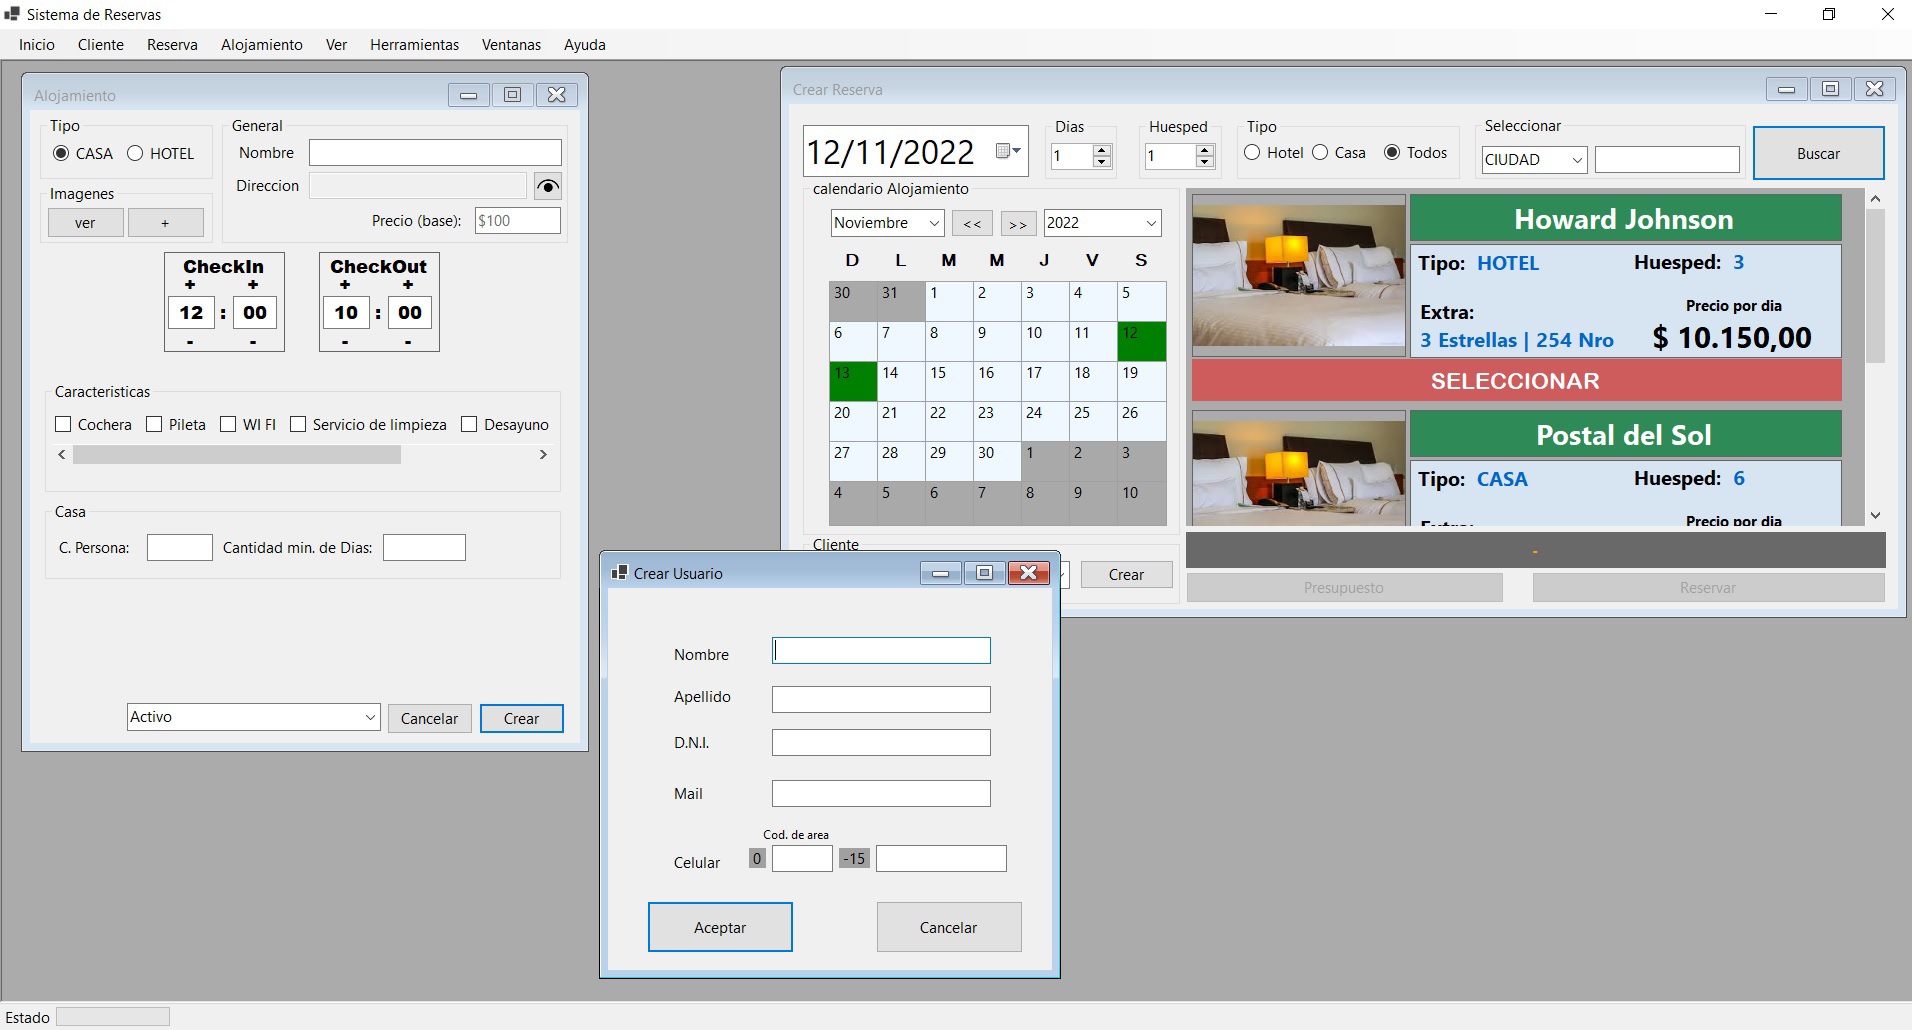 Sistema de Reservas
Inicio Cliente Reserva Alojamiento Ver Herramientas Ventanas Ayuda
Alojamiento
Tipo
CASA HOTEL
Imagenes
ver +
General
Nombre
Direccion
Precio (base): $100
CheckIn
+ +
12 : 00
- -
CheckOut
+ +
10 : 00
- -
Caracteristicas
Cochera Pileta WI FI Servicio de limpieza Desayuno
Casa
C. Persona: Cantidad min. de Dias:
Activo Cancelar Crear
Crear Reserva
12/11/2022
Dias
1
Huesped
1
Tipo
Hotel Casa Todos
Seleccionar
CIUDAD
Buscar
calendario Alojamiento
Noviembre << >> 2022
D L M M J V S
30 31 1 2 3 4 5
6 7 8 9 10 11 12
13 14 15 16 17 18 19
20 21 22 23 24 25 26
27 28 29 30 1 2 3
4 5 6 7 8 9 10
Cliente
Crear
Howard Johnson
Tipo: HOTEL Huesped: 3
Extra:
3 Estrellas | 254 Nro
Precio por dia
$ 10.150,00
SELECCIONAR
Postal del Sol
Tipo: CASA Huesped: 6
Extra:
Precio por dia
-
Presupuesto Reservar
Crear Usuario
Nombre
Apellido
D.N.I.
Mail
Cod. de area
Celular 0 -15
Aceptar Cancelar
Estado